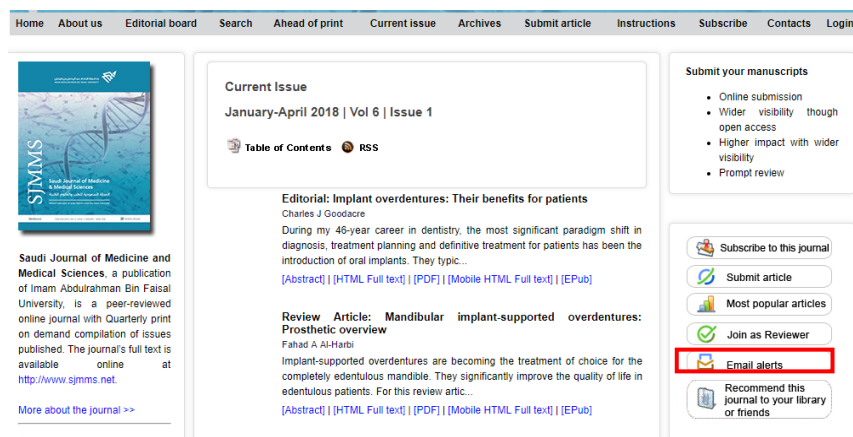 Home About us Editorial board Search Ahead of print Current issue Archives Submit article Instructions Subscribe Contacts Login
SJMMS
Saudi Journal of Medicine
& Medical Sciences
Saudi Journal of Medicine and
Medical Sciences, a publication
of Imam Abdulrahman Bin Faisal
University, is a peer-reviewed
online journal with Quarterly print
on demand compilation of issues
published. The journal's full text is
available online at
http://www.sjmms.net.
More about the journal >>
Current Issue
January-April 2018 | Vol 6 | Issue 1
Table of Contents RSS
Editorial: Implant overdentures: Their benefits for patients
Charles J Goodacre
During my 46-year career in dentistry, the most significant paradigm shift in
diagnosis, treatment planning and definitive treatment for patients has been the
introduction of oral implants. They typic...
[Abstract] | [HTML Full text] | [PDF] | [Mobile HTML Full text] | [EPub]
Review Article: Mandibular implant-supported overdentures:
Prosthetic overview
Fahad A Al-Harbi
Implant-supported overdentures are becoming the treatment of choice for the
completely edentulous mandible. They significantly improve the quality of life in
edentulous patients. For this review artic...
[Abstract] | [HTML Full text] | [PDF] | [Mobile HTML Full text] | [EPub]
Submit your manuscripts
• Online submission
• Wider visibility though
open access
• Higher impact with wider
visibility
• Prompt review
Subscribe to this journal
Submit article
Most popular articles
Join as Reviewer
Email alerts
Recommend this
journal to your library
or friends